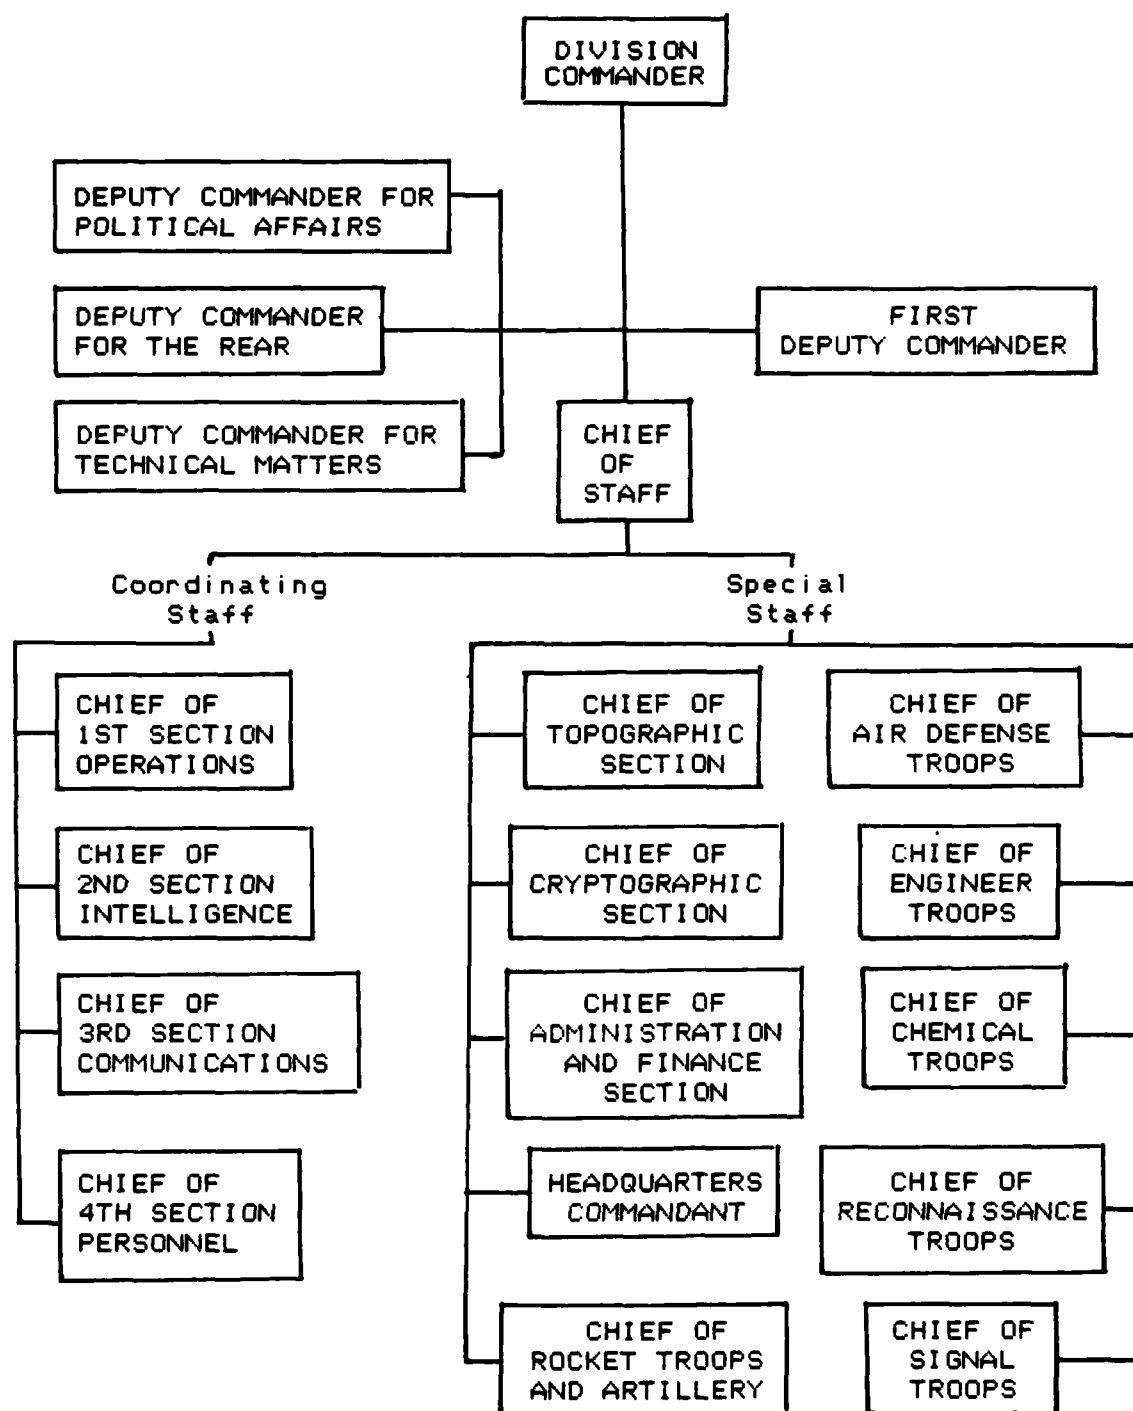 DIVISION
COMMANDER
DEPUTY COMMANDER FOR
POLITICAL AFFAIRS
DEPUTY COMMANDER
FOR THE REAR
FIRST
DEPUTY COMMANDER
DEPUTY COMMANDER FOR
TECHNICAL MATTERS
CHIEF
OF
STAFF
Coordinating
Staff
Special
Staff
CHIEF OF
1ST SECTION
OPERATIONS
CHIEF OF
2ND SECTION
INTELLIGENCE
CHIEF OF
3RD SECTION
COMMUNICATIONS
CHIEF OF
4TH SECTION
PERSONNEL
CHIEF OF
TOPOGRAPHIC
SECTION
CHIEF OF
CRYPTOGRAPHIC
SECTION
CHIEF OF
ADMINISTRATION
AND FINANCE
SECTION
HEADQUARTERS
COMMANDANT
CHIEF OF
ROCKET TROOPS
AND ARTILLERY
CHIEF OF
AIR DEFENSE
TROOPS
CHIEF OF
ENGINEER
TROOPS
CHIEF OF
CHEMICAL
TROOPS
CHIEF OF
RECONNAISSANCE
TROOPS
CHIEF OF
SIGNAL
TROOPS